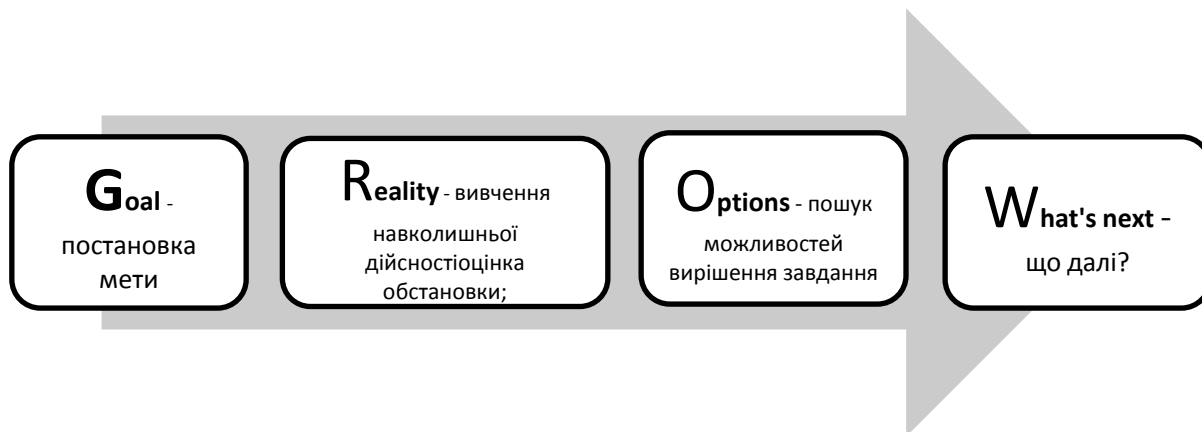 Goal -
постановка
мети
Reality - вивчення
навколишньої
дійсностіоцінка
обстановки;
Options - пошук
можливостей
вирішення завдання
What's next -
що далі?